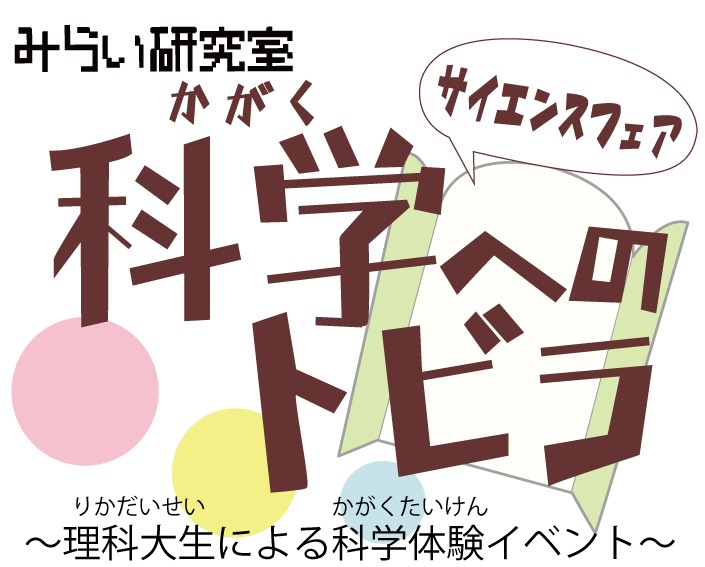 みらい研究室
サイエンスフェア
かがく
科学への
トビラ
りかだいせい かがくたいけん
～理科大生による科学体験イベント～